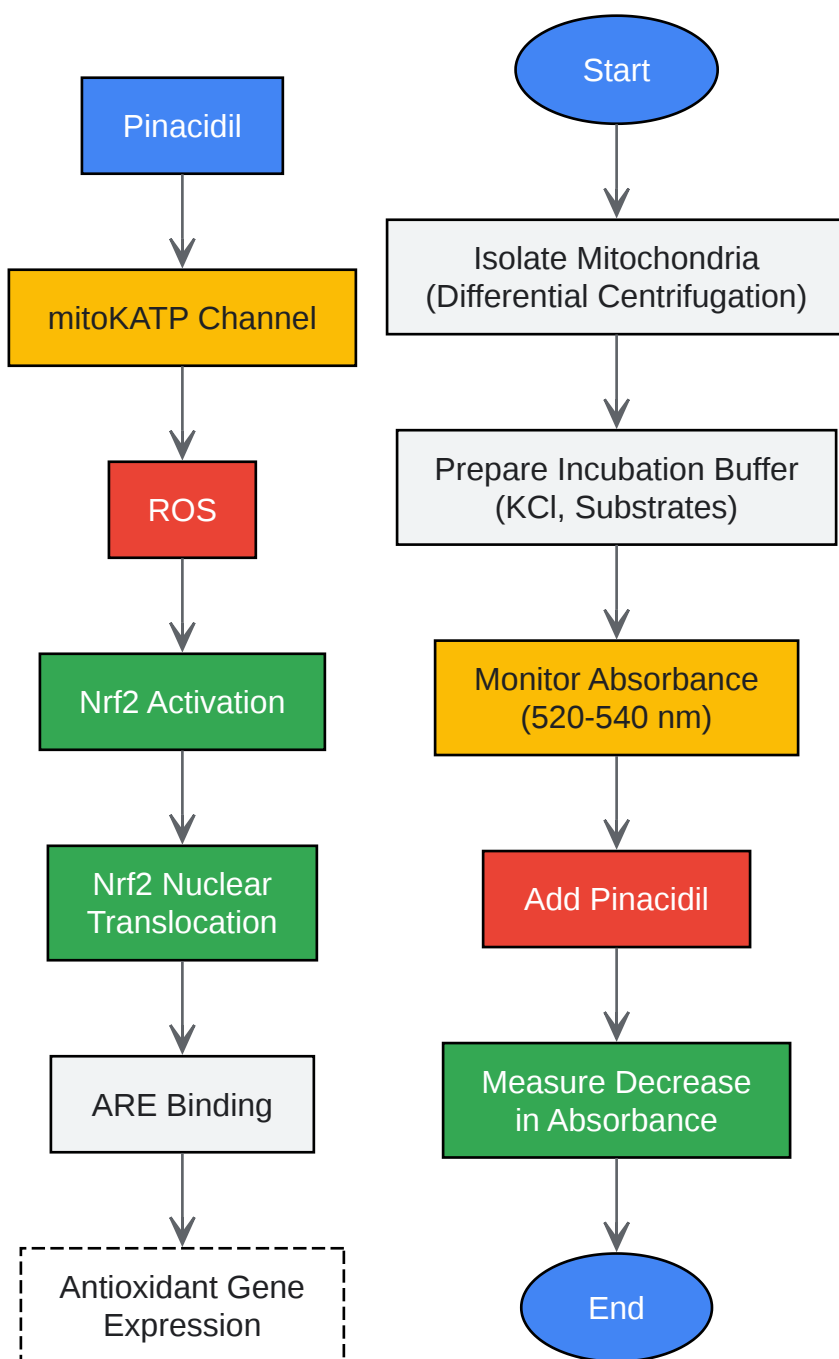 Pinacidil
mitoKATP Channel
ROS
Nrf2 Activation
Nrf2 Nuclear
Translocation
ARE Binding
Antioxidant Gene
Expression
Start
Isolate Mitochondria
(Differential Centrifugation)
Prepare Incubation Buffer
(KCl, Substrates)
Monitor Absorbance
(520-540 nm)
Add Pinacidil
Measure Decrease
in Absorbance
End